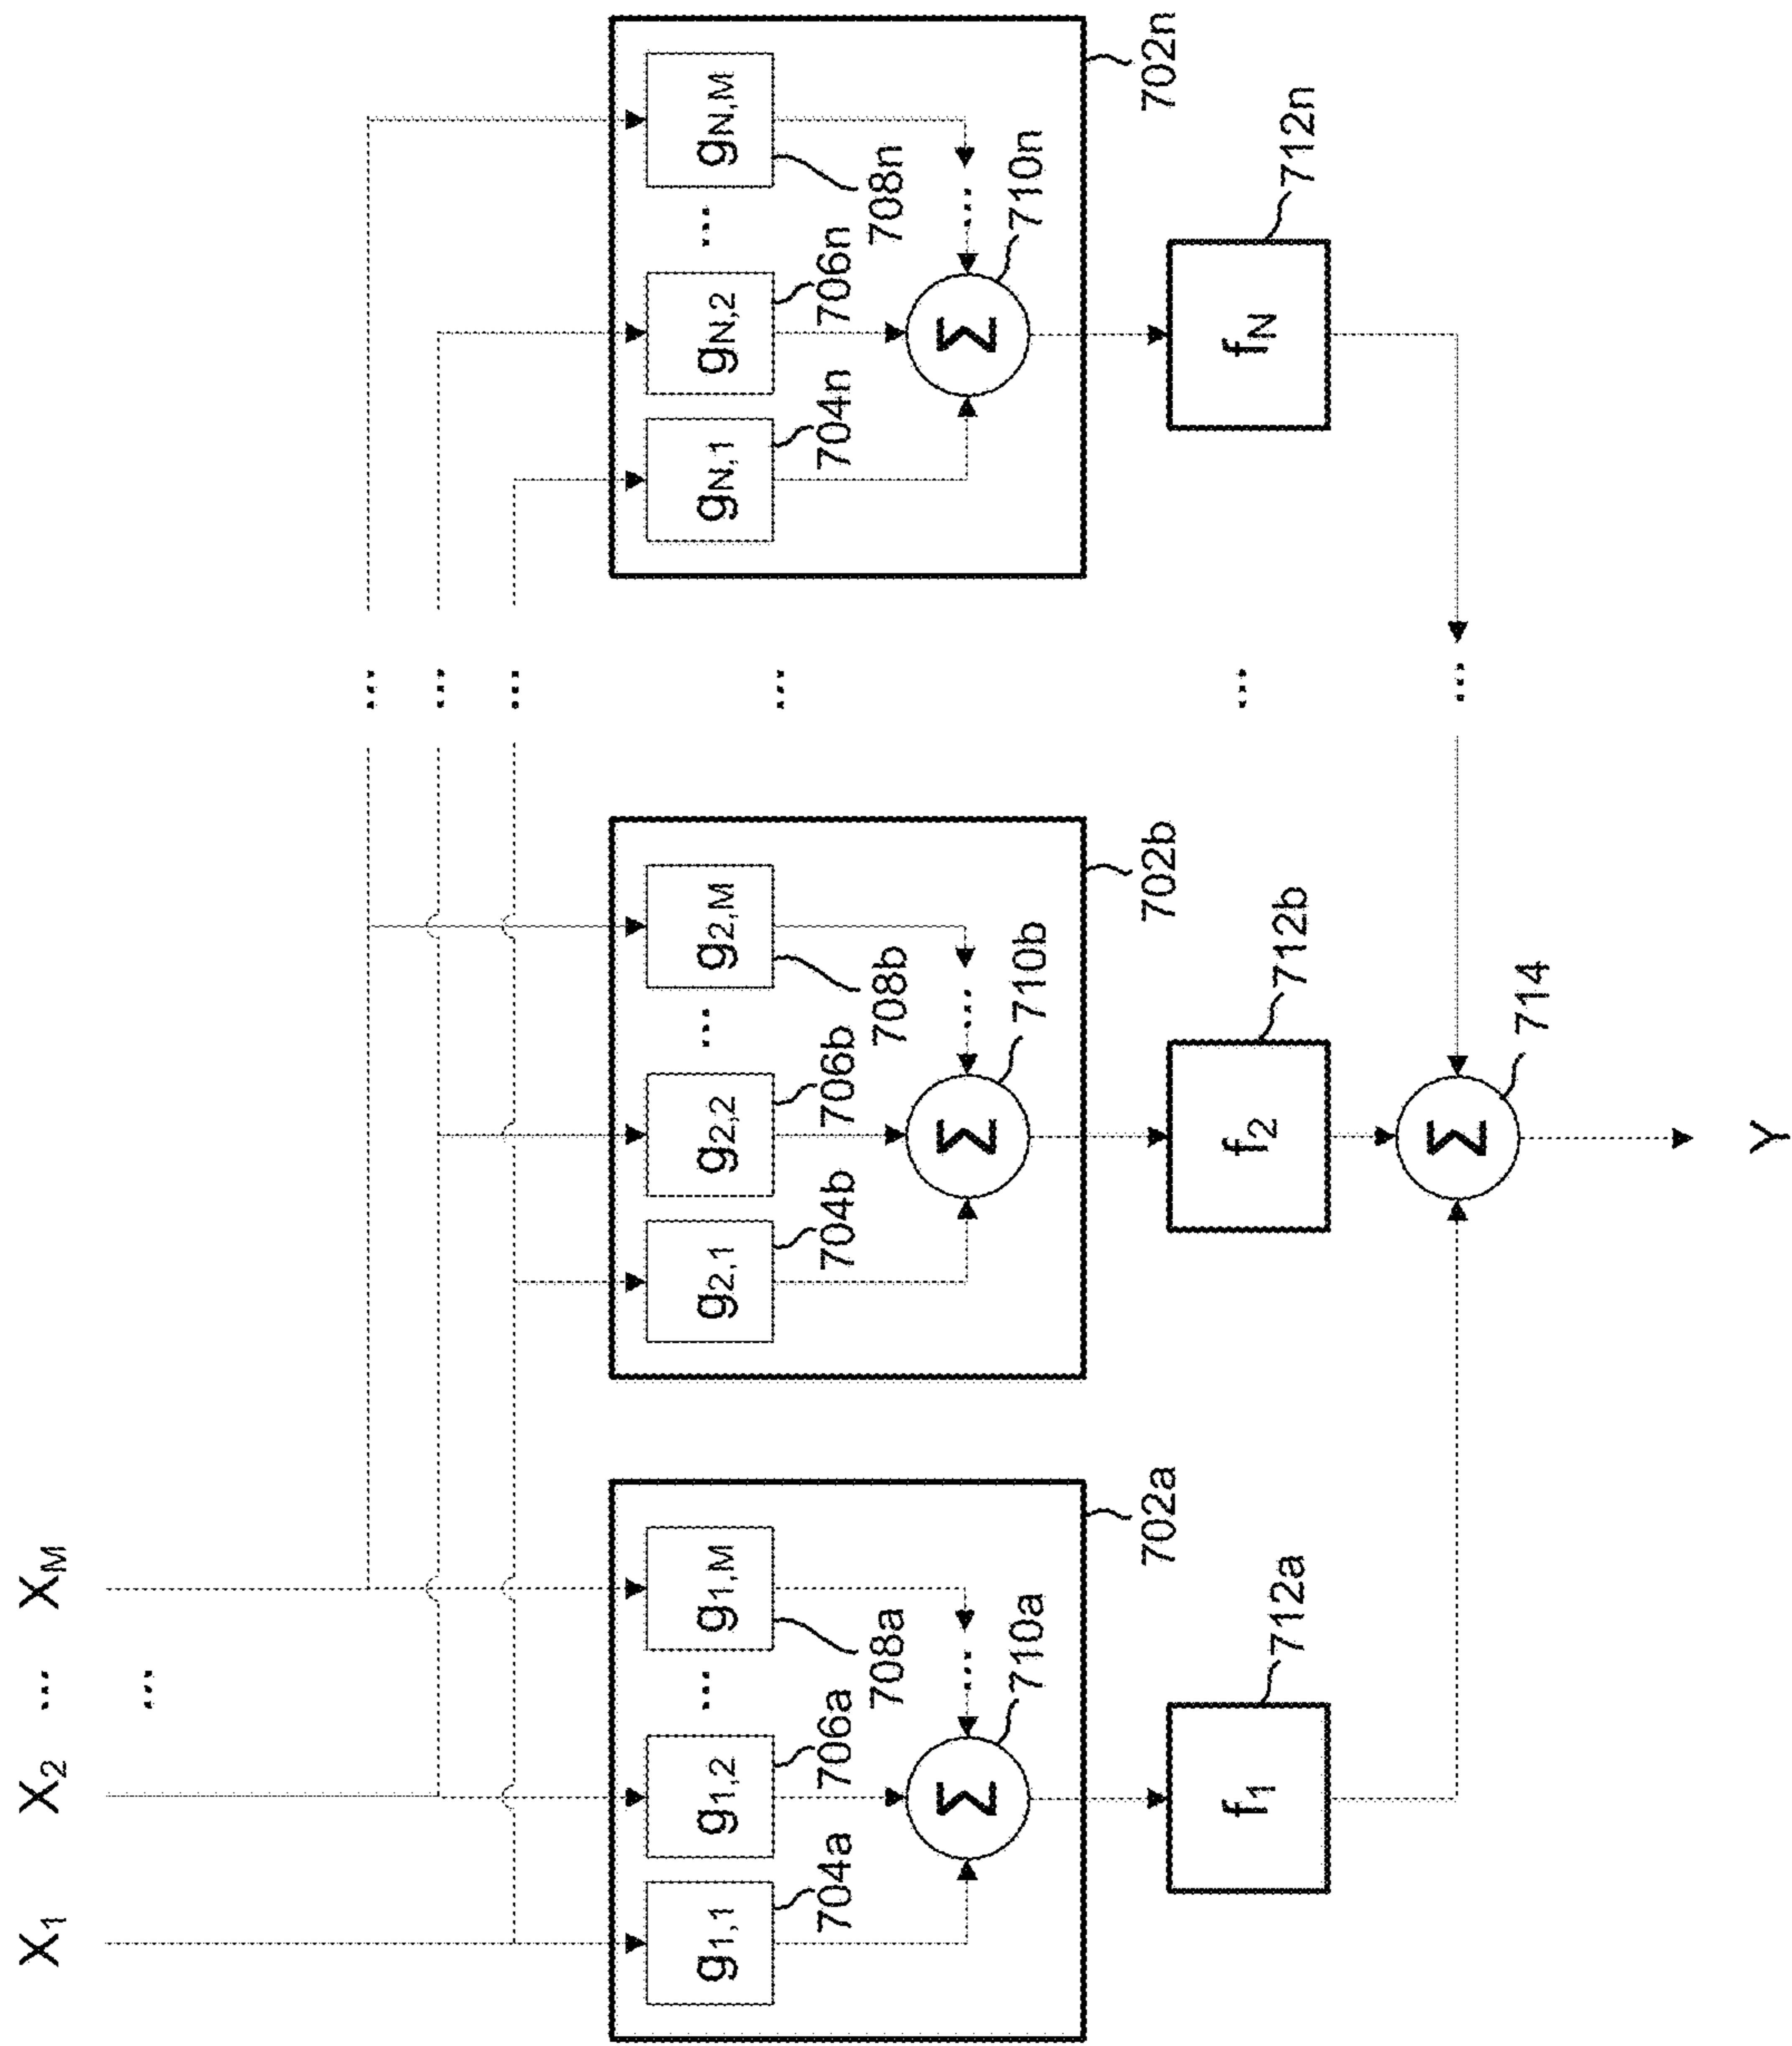 X1 X2 ... XM
...
... ... ...
g1,1 g1,2 ... g1,M
704a 706a 708a
Σ ...
710a
702a
g2,1 g2,2 ... g2,M
704b 706b 708b
Σ ...
710b
702b
...
gN,1 gN,2 ... gN,M
704n 706n 708n
Σ ...
710n
702n
f1 712a
f2 712b
...
fN 712n
Σ ...
714
Y